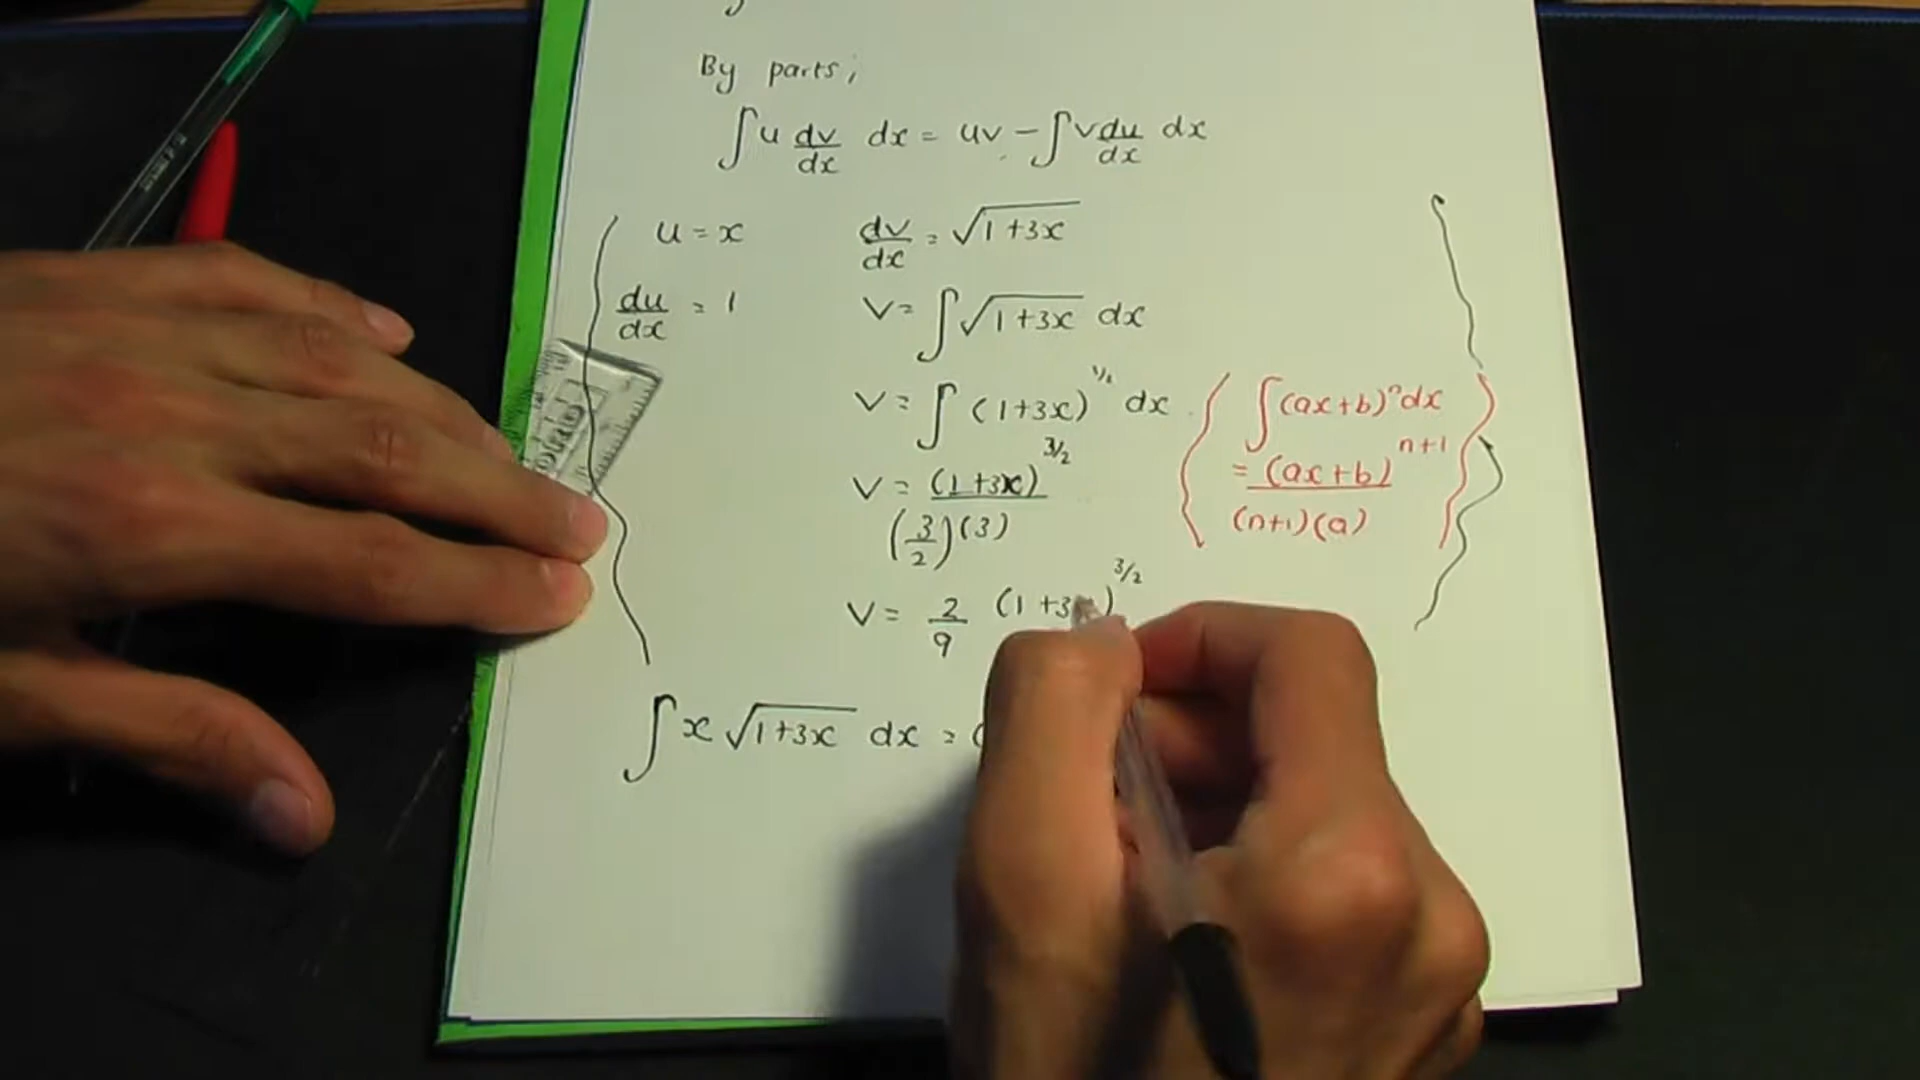 By parts;
∫ u dv/dx dx = uv - ∫ v du/dx dx
u = x
dv/dx = √(1+3x)
du/dx = 1
V = ∫ √(1+3x) dx
V = ∫ (1+3x)^1/2 dx
V = (1+3x)^3/2 / (3/2)(3)
∫(ax+b)^n dx
= (ax+b)^n+1 / (n+1)(a)
V = 2/9 (1+3x)^3/2
∫ x √(1+3x) dx =